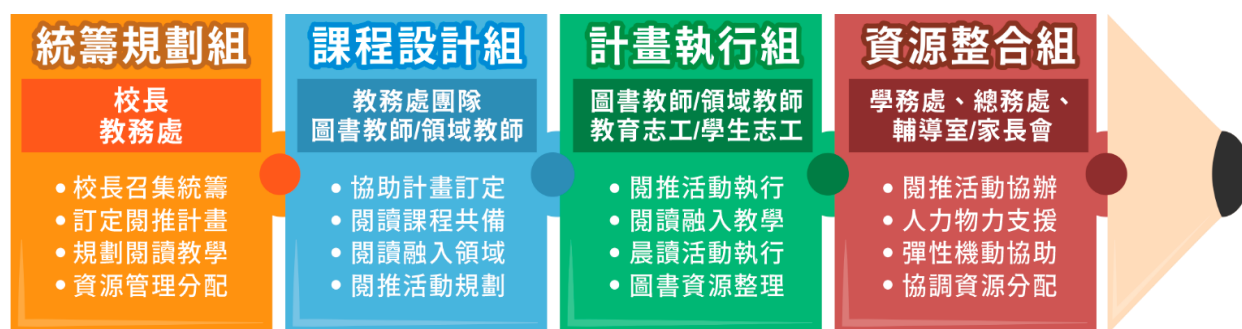 統籌規劃組
校長
教務處
• 校長召集統籌
• 訂定閱推計畫
• 規劃閱讀教學
• 資源管理分配
課程設計組
教務處團隊
圖書教師/領域教師
• 協助計畫訂定
• 閱讀課程共備
• 閱讀融入領域
• 閱推活動規劃
計畫執行組
圖書教師/領域教師
教育志工/學生志工
• 閱推活動執行
• 閱讀融入教學
• 晨讀活動執行
• 圖書資源整理
資源整合組
學務處、總務處、
輔導室/家長會
• 閱推活動協辦
• 人力物力支援
• 彈性機動協助
• 協調資源分配